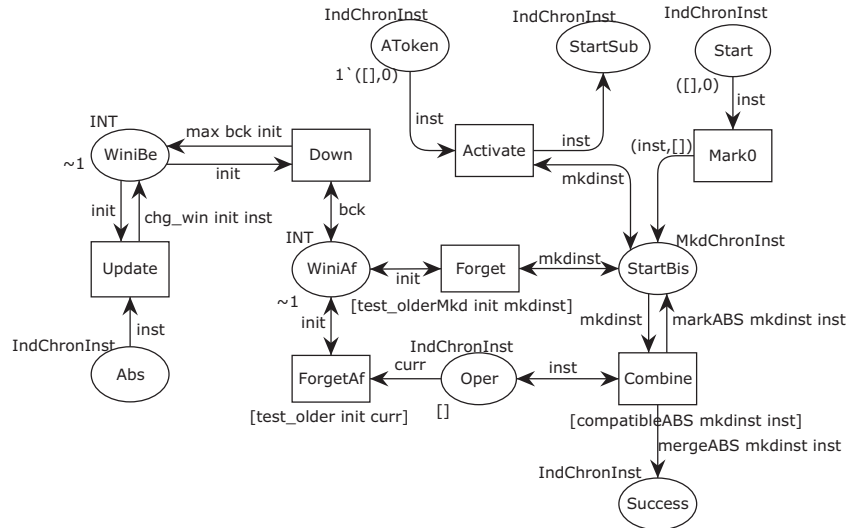 IndChronInst
IndChronInst
IndChronInst
AToken
StartSub
Start
1`([],0)
([],0)
inst
inst
inst
INT
max bck init
Down
Activate
(inst,[])
Mark0
WiniBe
~1
init
mkdinst
init
chg_win init inst
bck
INT
MkdChronInst
Update
WiniAf
init
Forget
mkdinst
StartBis
~1
[test_olderMkd init mkdinst]
inst
init
mkdinst
markABS mkdinst inst
IndChronInst
IndChronInst
curr
inst
Abs
ForgetAf
Oper
Combine
[test_older init curr]
[]
[compatibleABS mkdinst inst]
mergeABS mkdinst inst
IndChronInst
Success